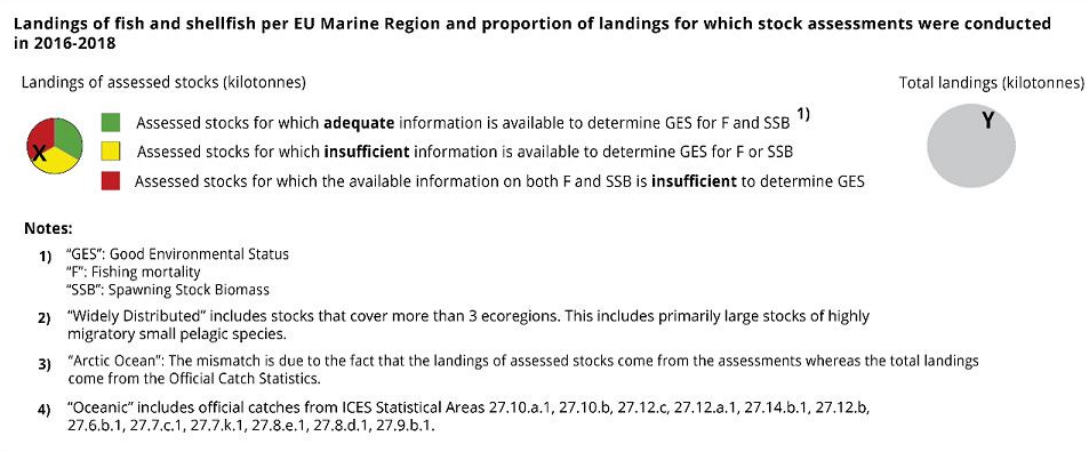 Landings of fish and shellfish per EU Marine Region and proportion of landings for which stock assessments were conducted
in 2016-2018
Landings of assessed stocks (kilotonnes)
Total landings (kilotonnes)
X
Assessed stocks for which adequate information is available to determine GES for F and SSB 1)
Assessed stocks for which insufficient information is available to determine GES for F or SSB
Assessed stocks for which the available information on both F and SSB is insufficient to determine GES
Y
Notes:
1) "GES": Good Environmental Status
"F": Fishing mortality
"SSB": Spawning Stock Biomass
2) "Widely Distributed" includes stocks that cover more than 3 ecoregions. This includes primarily large stocks of highly
migratory small pelagic species.
3) "Arctic Ocean": The mismatch is due to the fact that the landings of assessed stocks come from the assessments whereas the total landings
come from the Official Catch Statistics.
4) "Oceanic" includes official catches from ICES Statistical Areas 27.10.a.1, 27.10.b, 27.12.c, 27.12.a.1, 27.14.b.1, 27.12.b,
27.6.b.1, 27.7.c.1, 27.7.k.1, 27.8.e.1, 27.8.d.1, 27.9.b.1.